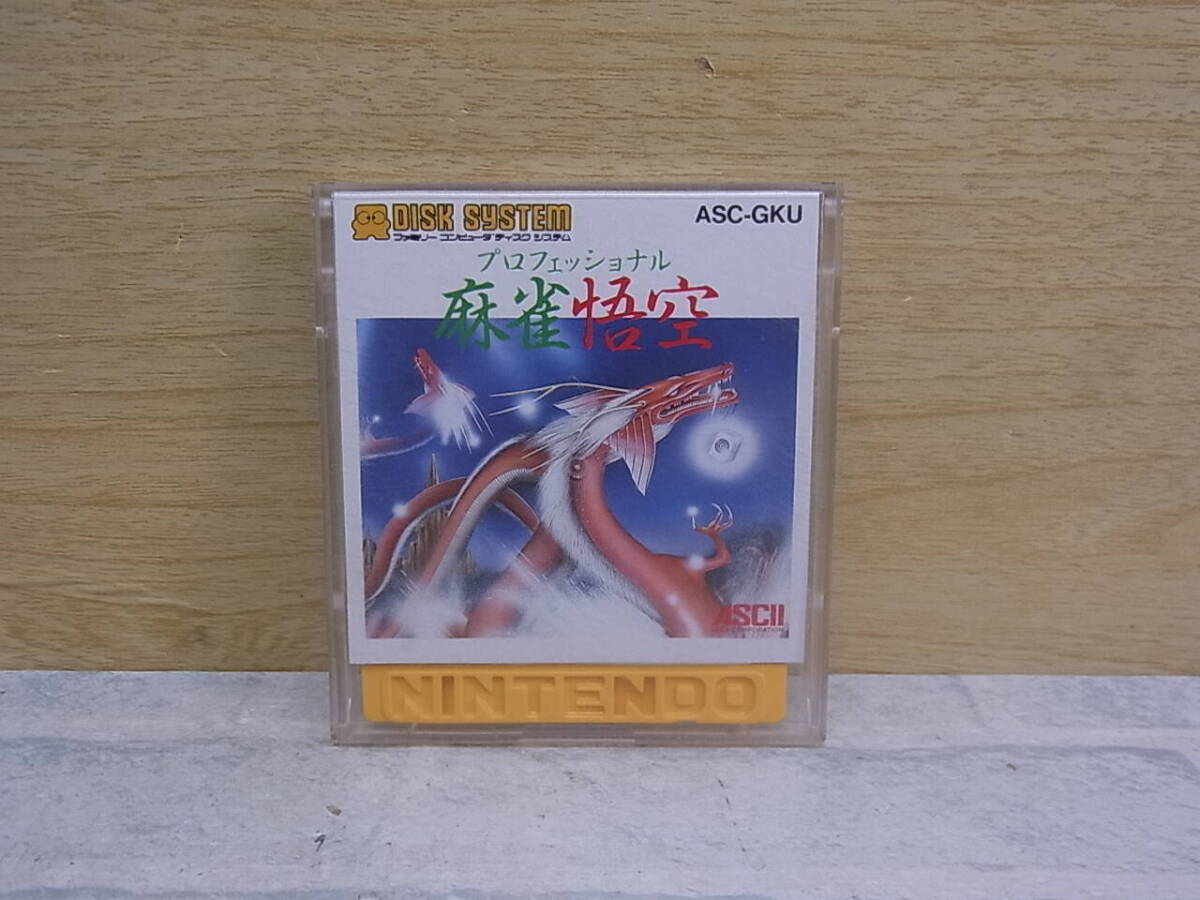 DISK SYSTEM
ASC-GKU
ファミリー コンピュータ ディスク システム
プロフェッショナル
麻雀悟空
ASCII
CORPORATION
NINTENDO